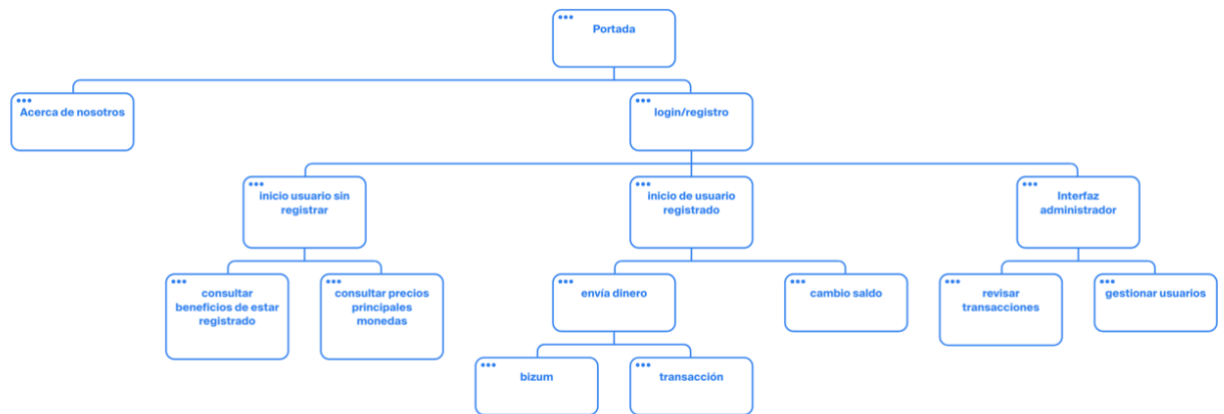 Portada
Acerca de nosotros
login/registro
inicio usuario sin
registrar
inicio de usuario
registrado
Interfaz
administrador
consultar
beneficios de estar
registrado
consultar precios
principales
monedas
envía dinero
cambio saldo
revisar
transacciones
gestionar usuarios
bizum
transacción